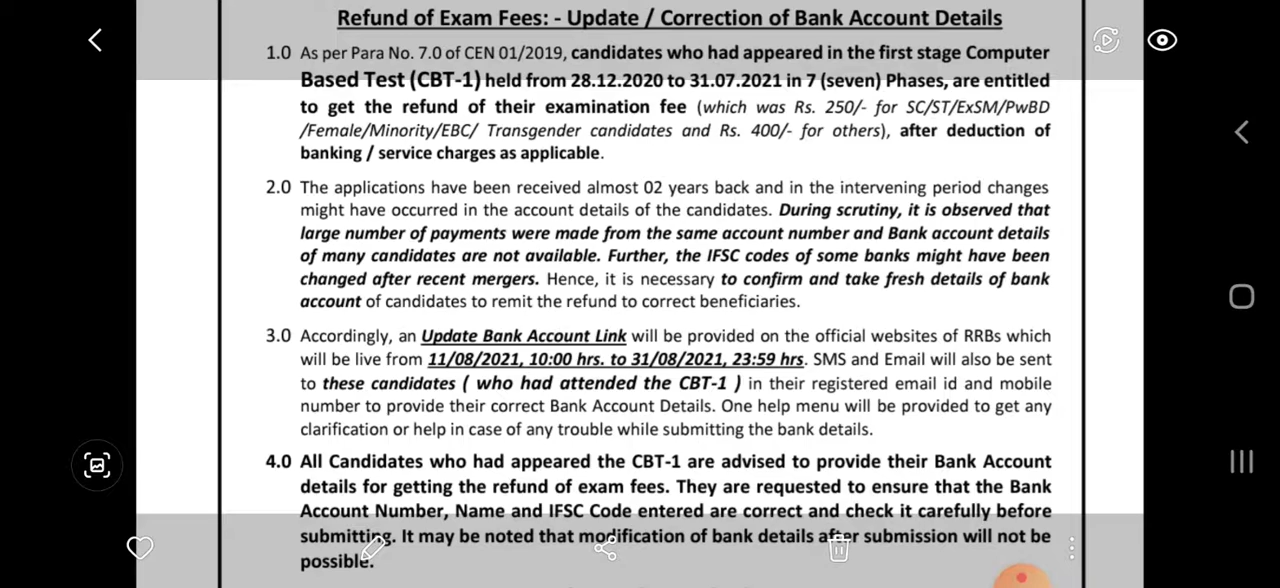 Refund of Exam Fees: - Update / Correction of Bank Account Details
1.0 As per Para No. 7.0 of CEN 01/2019, candidates who had appeared in the first stage Computer
Based Test (CBT-1) held from 28.12.2020 to 31.07.2021 in 7 (seven) Phases, are entitled
to get the refund of their examination fee (which was Rs. 250/- for SC/ST/ExSM/PwBD
/Female/Minority/EBC/ Transgender candidates and Rs. 400/- for others), after deduction of
banking / service charges as applicable.
2.0 The applications have been received almost 02 years back and in the intervening period changes
might have occurred in the account details of the candidates. During scrutiny, it is observed that
large number of payments were made from the same account number and Bank account details
of many candidates are not available. Further, the IFSC codes of some banks might have been
changed after recent mergers. Hence, it is necessary to confirm and take fresh details of bank
account of candidates to remit the refund to correct beneficiaries.
3.0 Accordingly, an Update Bank Account Link will be provided on the official websites of RRBs which
will be live from 11/08/2021, 10:00 hrs. to 31/08/2021, 23:59 hrs. SMS and Email will also be sent
to these candidates ( who had attended the CBT-1 ) in their registered email id and mobile
number to provide their correct Bank Account Details. One help menu will be provided to get any
clarification or help in case of any trouble while submitting the bank details.
4.0 All Candidates who had appeared the CBT-1 are advised to provide their Bank Account
details for getting the refund of exam fees. They are requested to ensure that the Bank
Account Number, Name and IFSC Code entered are correct and check it carefully before
submitting. It may be noted that modification of bank details after submission will not be
possible.